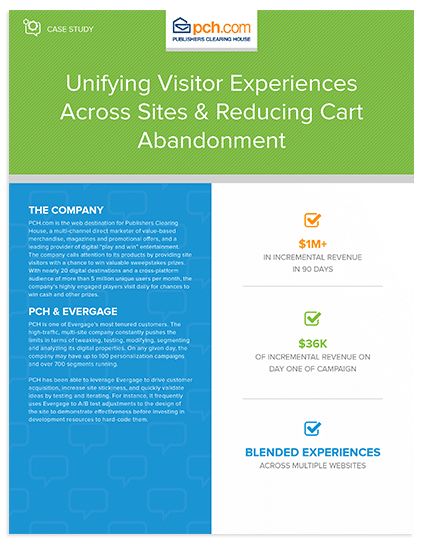 CASE STUDY
pch.com
PUBLISHERS CLEARING HOUSE
Unifying Visitor Experiences
Across Sites & Reducing Cart
Abandonment
THE COMPANY
PCH.com is the web destination for Publishers Clearing
House, a multi-channel direct marketer of value-based
merchandise, magazines and promotional offers, and a
leading provider of digital "play and win" entertainment.
The company calls attention to its products by providing site
visitors with a chance to win valuable sweepstakes prizes.
With nearly 20 digital destinations and a cross-platform
audience of more than 5 million unique users per month, the
company's highly engaged players visit daily for chances to
win cash and other prizes.
PCH & EVERGAGE
PCH is one of Evergage's most tenured customers. The
high-traffic, multi-site company constantly pushes the
limits in terms of tweaking, testing, modifying, segmenting
and analyzing its digital properties. On any given day, the
company may have up to 100 personalization campaigns
and over 700 segments running.
PCH has been able to leverage Evergage to drive customer
acquisition, increase site stickiness, and quickly validate
ideas by testing and iterating. For instance, it frequently
uses Evergage to A/B test adjustments to the design of
the site to demonstrate effectiveness before investing in
development resources to hard-code them.
$1M+
IN INCREMENTAL REVENUE
IN 90 DAYS
$36K
OF INCREMENTAL REVENUE ON
DAY ONE OF CAMPAIGN
BLENDED EXPERIENCES
ACROSS MULTIPLE WEBSITES